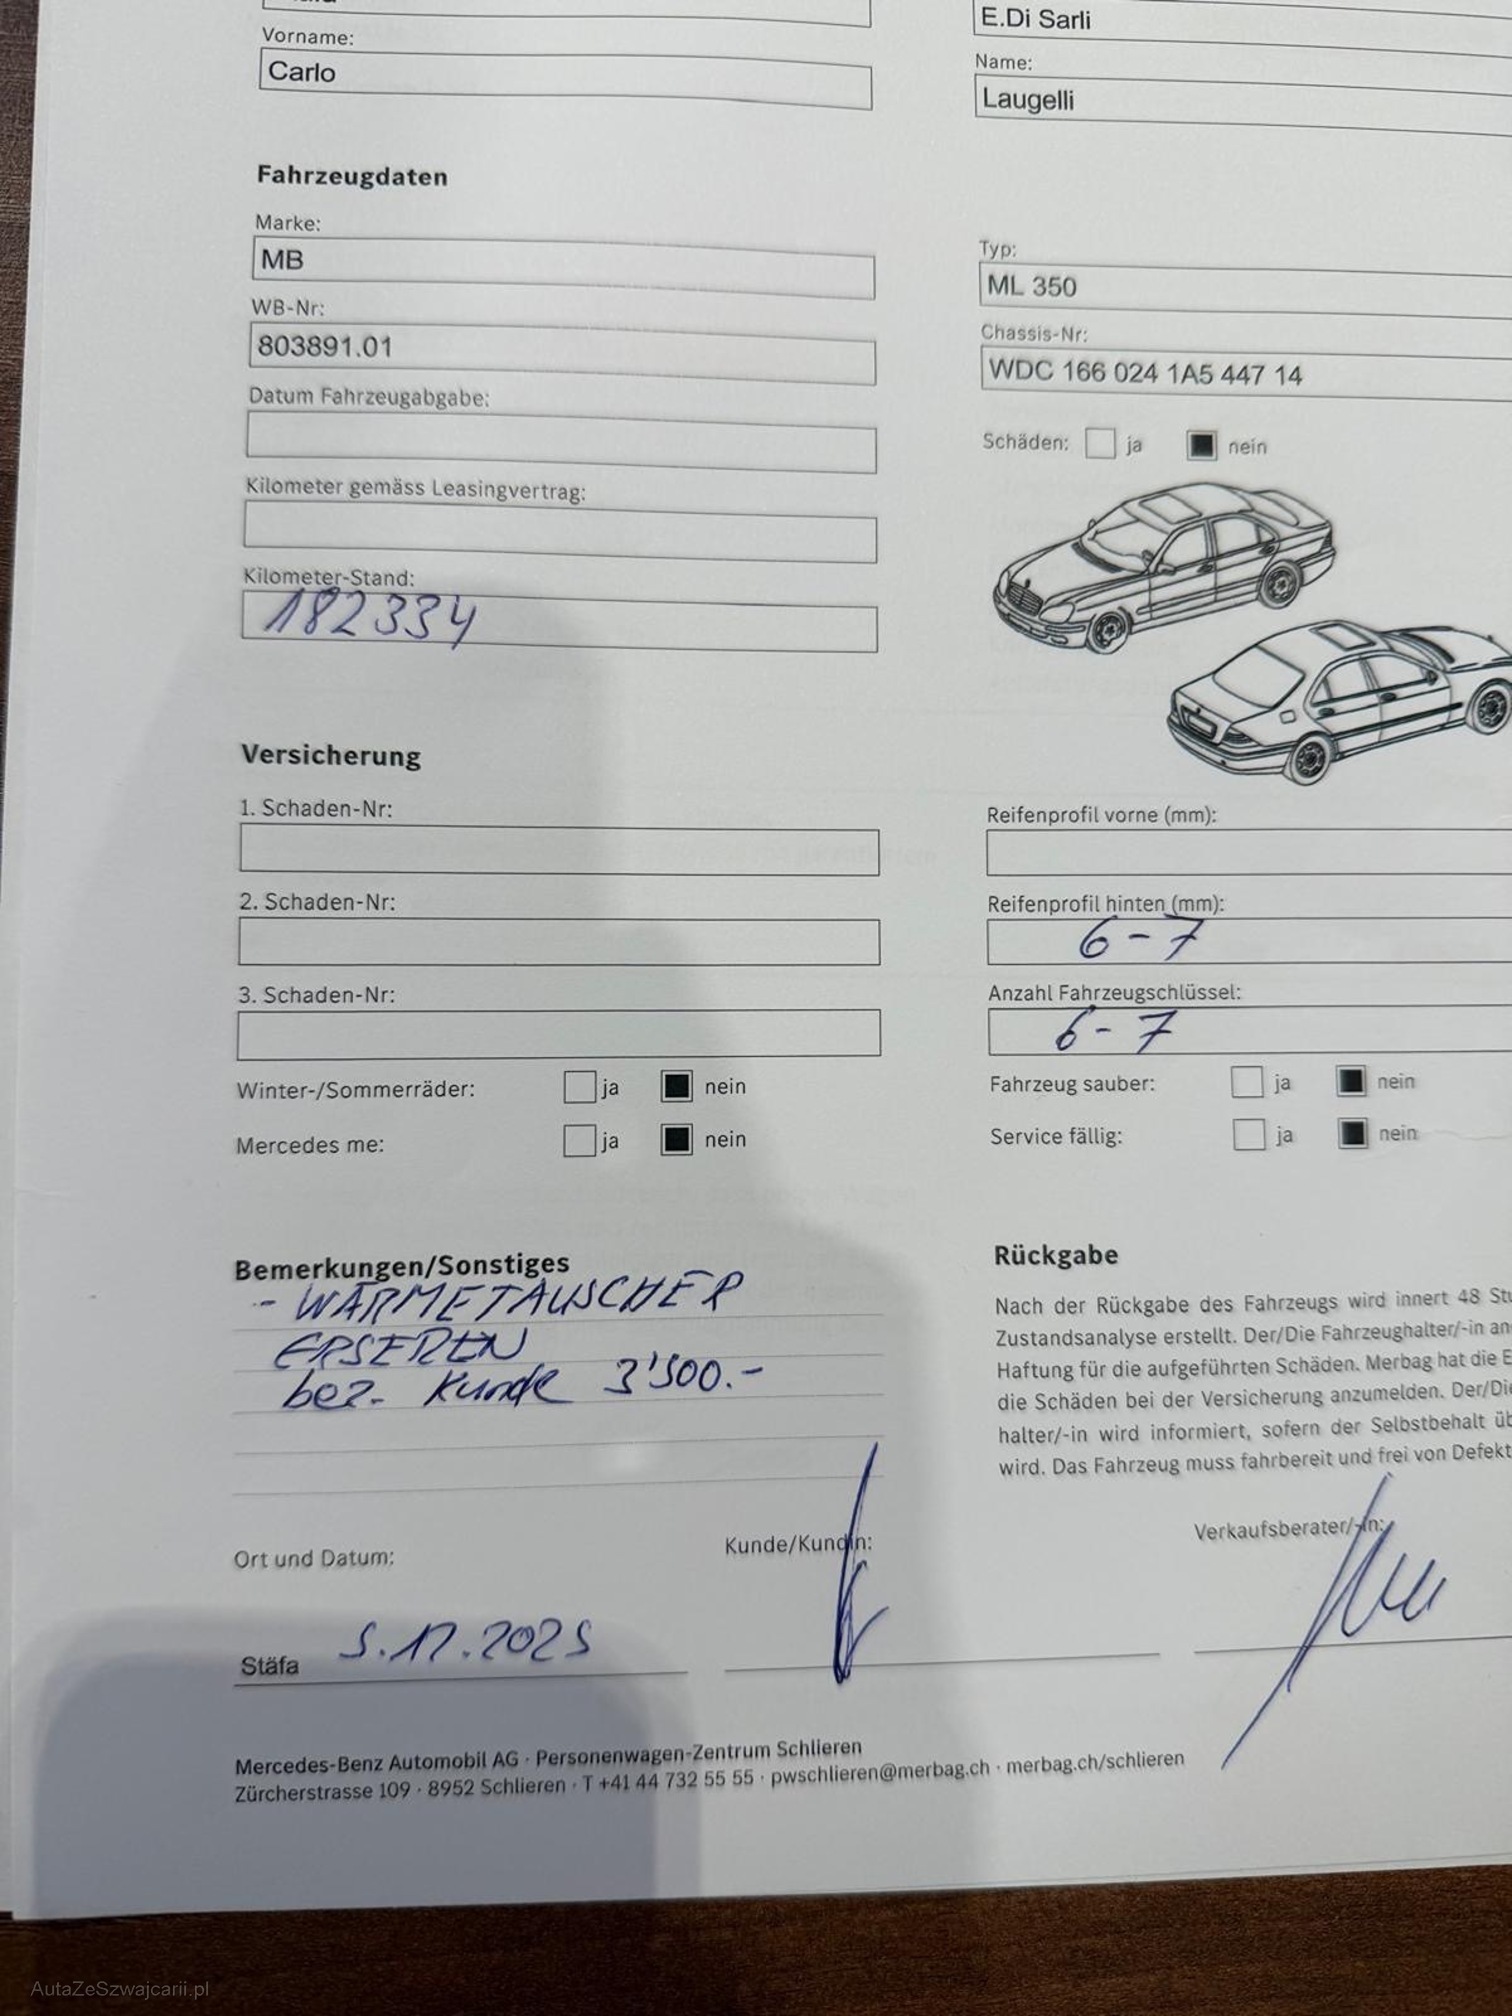 E.Di Sarli
Vorname:
Carlo
Name:
Laugelli
Fahrzeugdaten
Marke:
MB
Typ:
ML 350
WB-Nr:
803891.01
Chassis-Nr:
WDC 166 024 1A5 447 14
Datum Fahrzeugabgabe:
Schäden: ja nein
Kilometer gemäss Leasingvertrag:
Kilometer-Stand:
182334
Versicherung
1. Schaden-Nr:
Reifenprofil vorne (mm):
2. Schaden-Nr:
Reifenprofil hinten (mm):
6 - 7
3. Schaden-Nr:
Anzahl Fahrzeugschlüssel:
6 - 7
Winter-/Sommerräder: ja nein
Fahrzeug sauber: ja nein
Mercedes me: ja nein
Service fällig: ja nein
Bemerkungen/Sonstiges
- WÄRMETAUSCHER
ERSEREN
bez. Kunde 3'500.-
Rückgabe
Nach der Rückgabe des Fahrzeugs wird innert 48
Zustandsanalyse erstellt. Der/Die Fahrzeughalter/-in
Haftung für die aufgeführten Schäden. Merbag hat die
die Schäden bei der Versicherung anzumelden.
halter/-in wird informiert, sofern der Selbstbehalt
wird. Das Fahrzeug muss fahrbereit und frei von
Ort und Datum:
Kunde/Kundin:
Verkaufsberater/-in:
Stäfa 5.12.2025
Mercedes-Benz Automobil AG · Personenwagen-Zentrum Schlieren
Zürcherstrasse 109 · 8952 Schlieren · T +41 44 732 55 55 · pwschlieren@merbag.ch · merbag.ch/schlieren
AutaZeSzwajcarii.pl